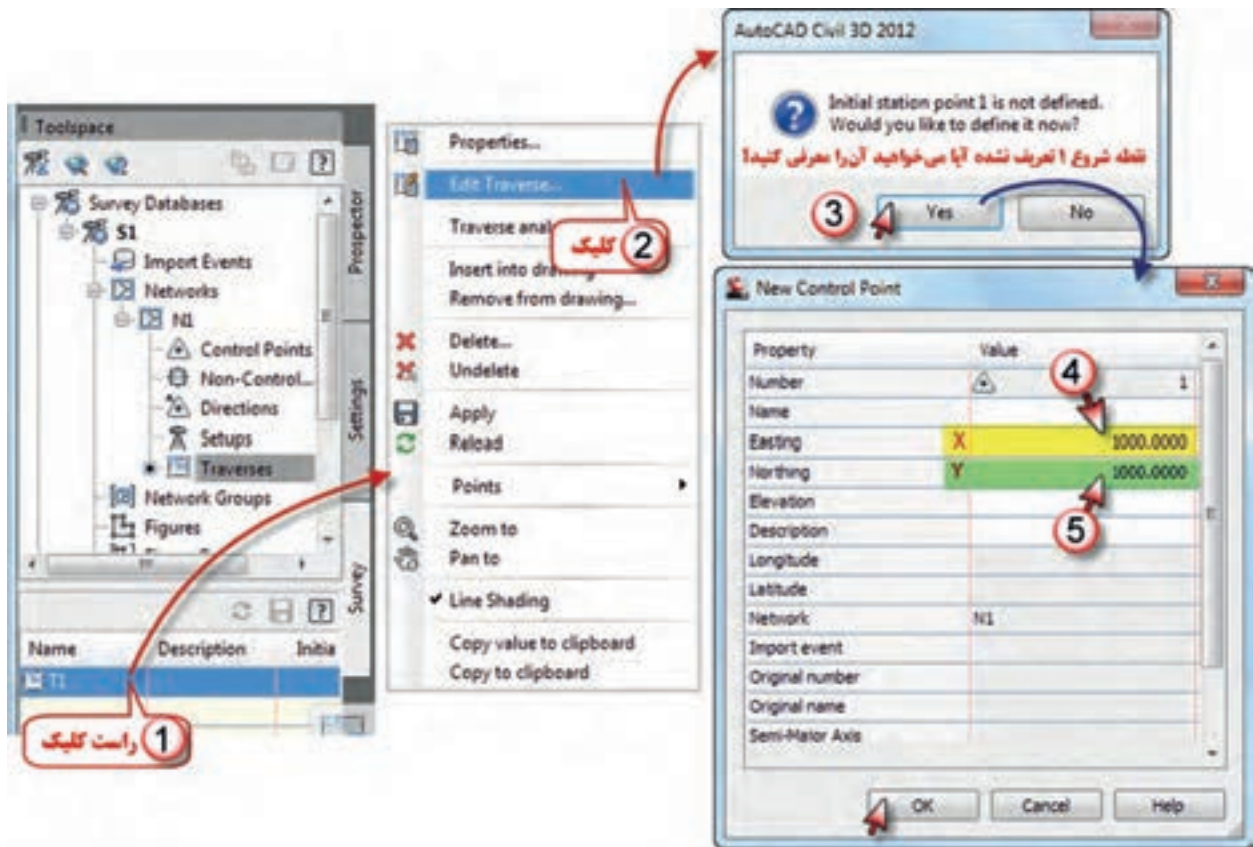 Toolspace
Survey Databases
S1
Import Events
Networks
N1
Control Points
Non-Control...
Directions
Setups
Traverses
Network Groups
Figures
Prospector
Settings
Survey
Name Description Initia
T1
1 راست کلیک
Properties...
Edit Traverse...
Traverse anal
2 کلیک
Insert into drawing
Remove from drawing...
Delete...
Undelete
Apply
Reload
Points
Zoom to
Pan to
Line Shading
Copy value to clipboard
Copy to clipboard
AutoCAD Civil 3D 2012
Initial station point 1 is not defined.
Would you like to define it now?
نقطه شروع ۱ تعریف نشده آیا می‌خواهید آن را معرفی کنید؟
3
Yes No
New Control Point
Property Value
4
Number 1
Name
Easting X 1000.0000
Northing Y 1000.0000
5
Elevation
Description
Longitude
Latitude
Network N1
Import event
Original number
Original name
Semi-Major Axis
OK Cancel Help